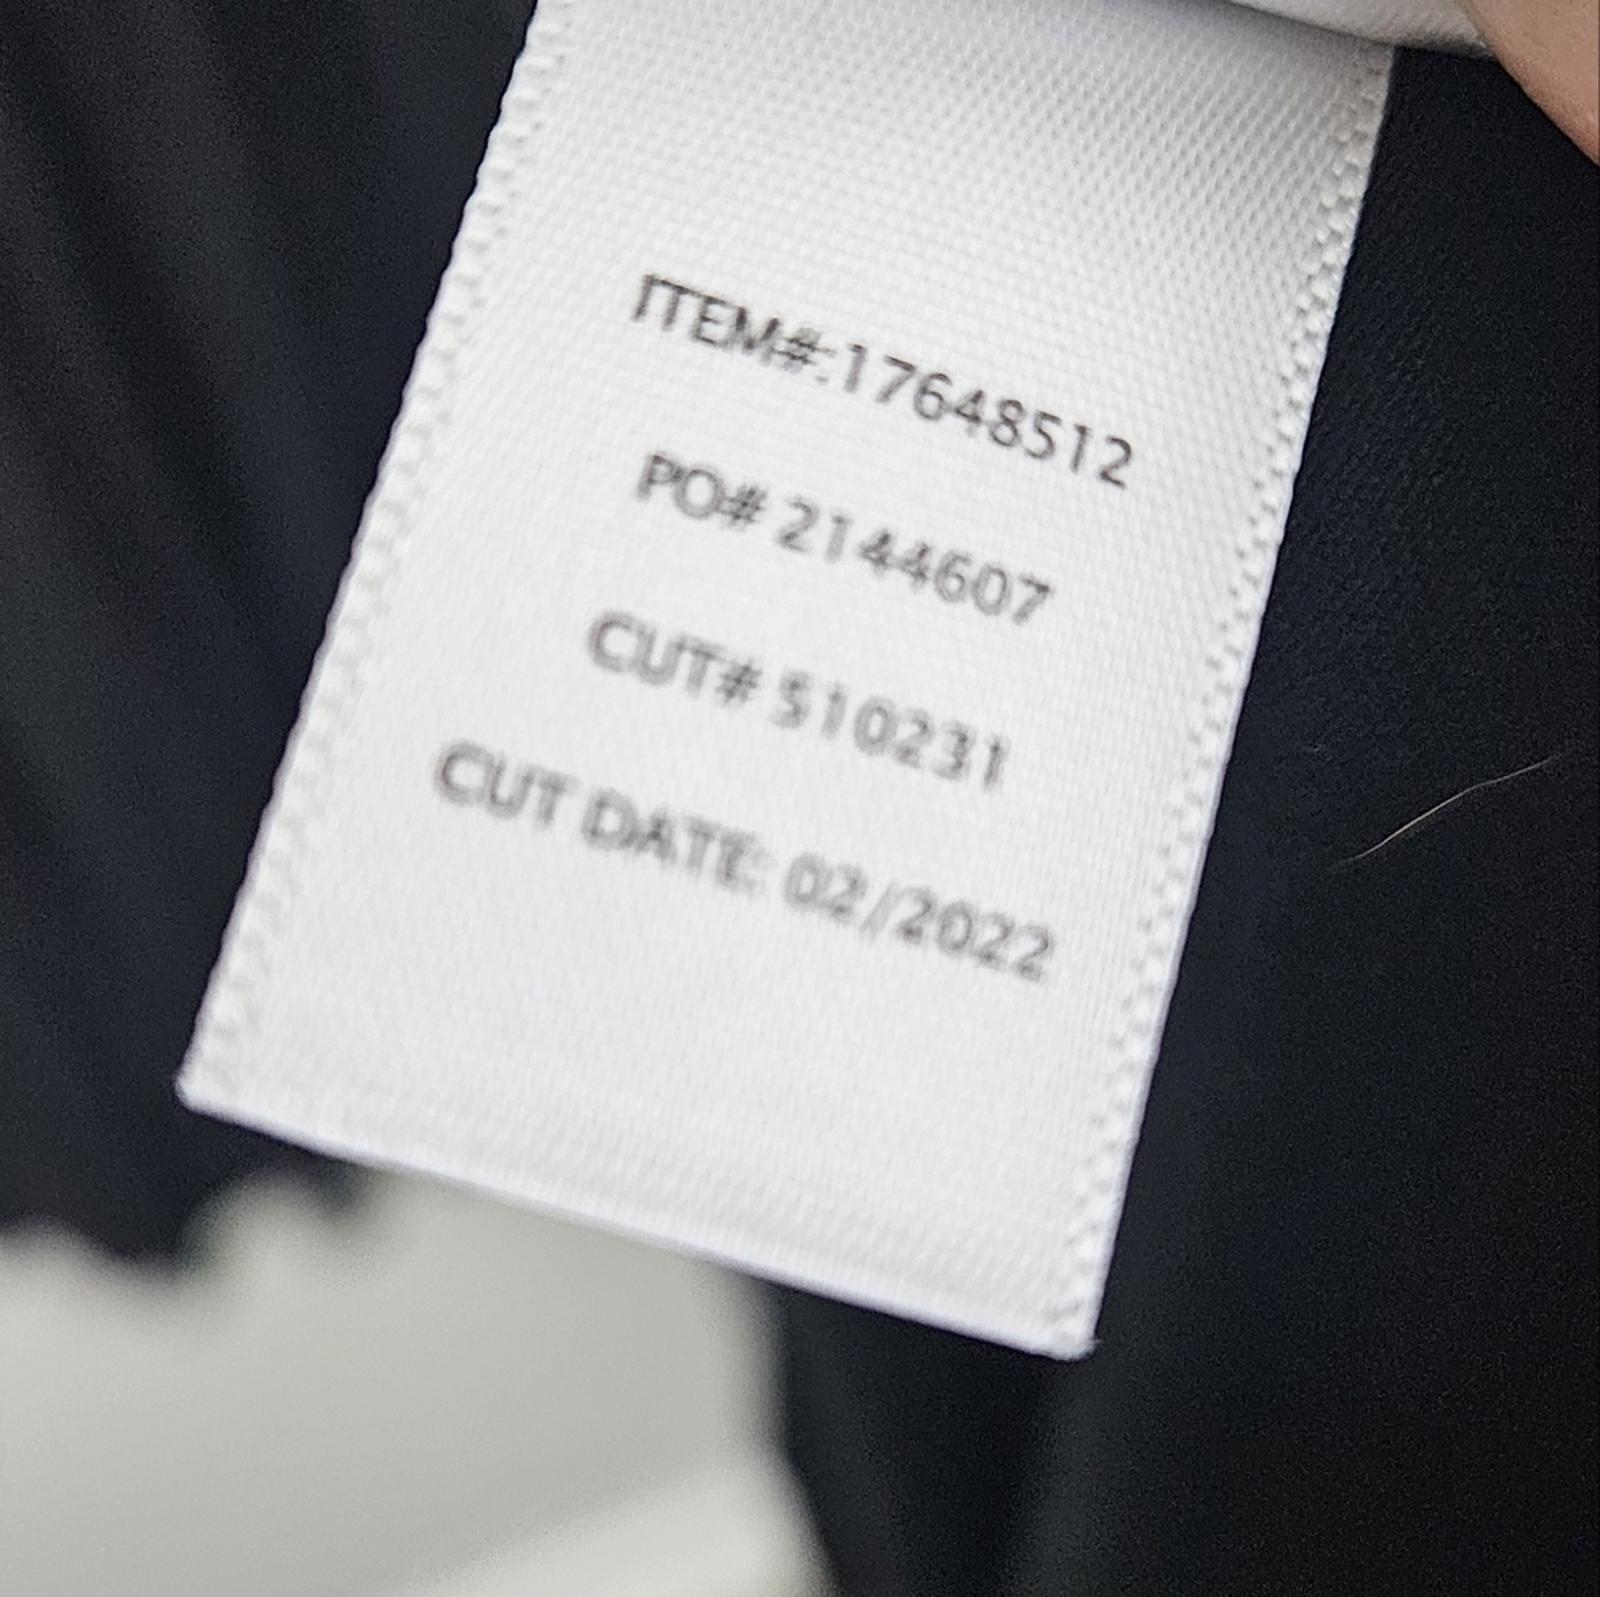 ITEM#:17648512
PO# 2144607
CUT# 510231
CUT DATE: 02/2022